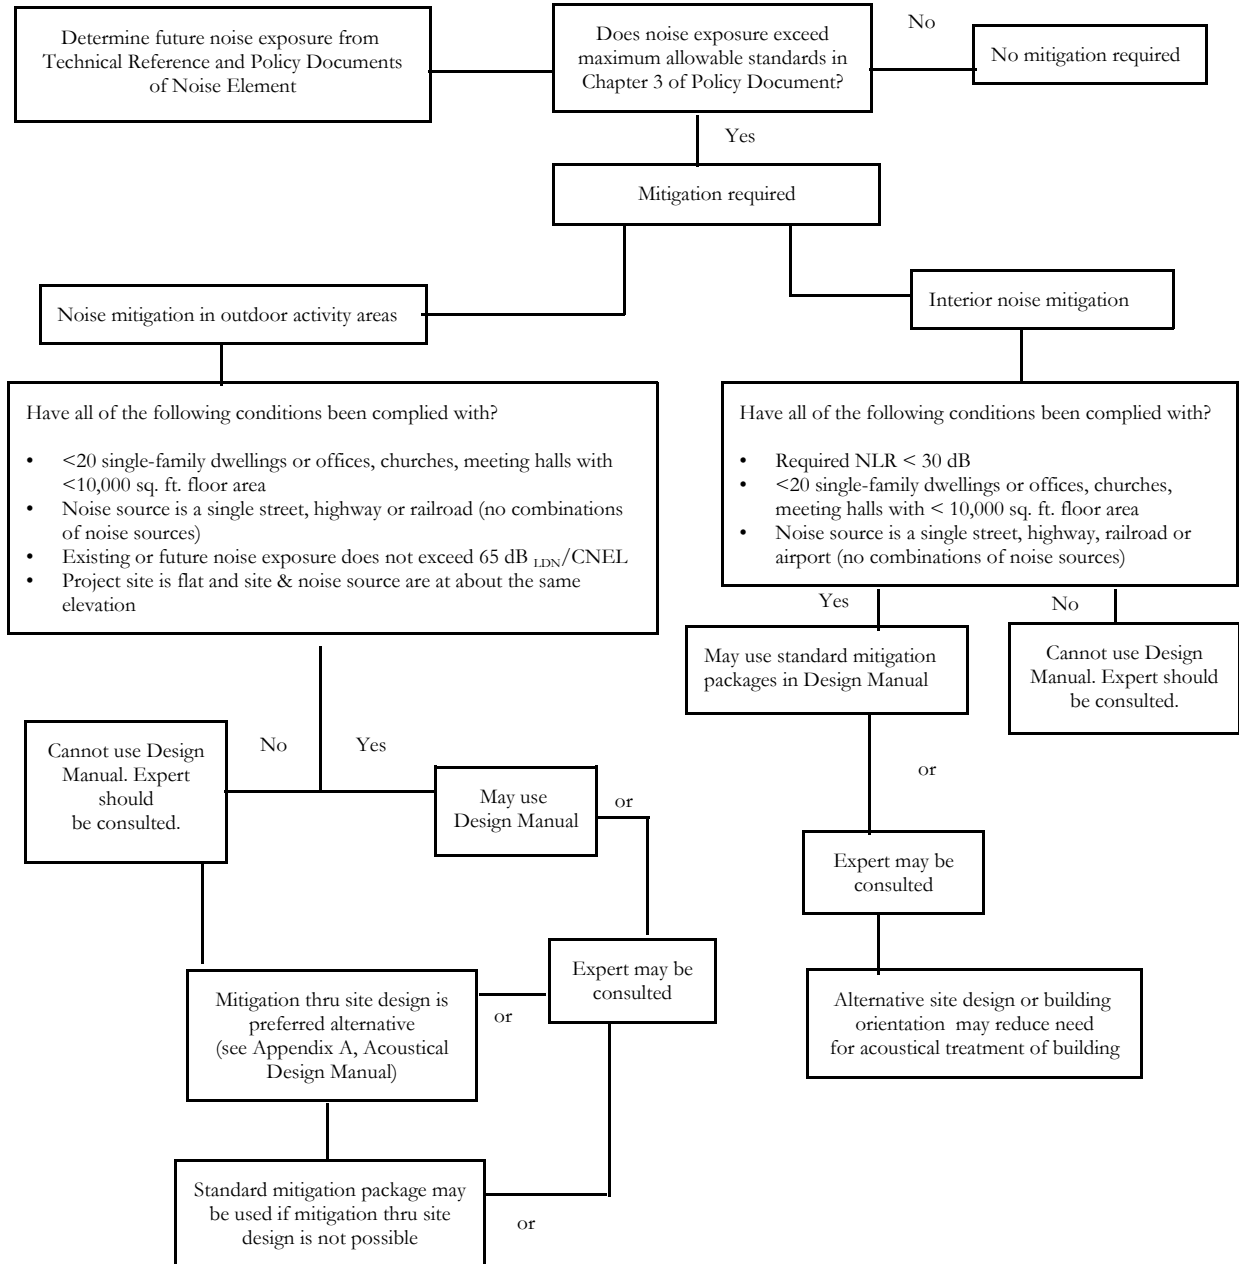 Determine future noise exposure from
Technical Reference and Policy Documents
of Noise Element
Does noise exposure exceed
maximum allowable standards in
Chapter 3 of Policy Document?
No
No mitigation required
Yes
Mitigation required
Noise mitigation in outdoor activity areas
Interior noise mitigation
Have all of the following conditions been complied with?
• <20 single-family dwellings or offices, churches, meeting halls with
<10,000 sq. ft. floor area
• Noise source is a single street, highway or railroad (no combinations
of noise sources)
• Existing or future noise exposure does not exceed 65 dB LDN/CNEL
• Project site is flat and site & noise source are at about the same
elevation
Have all of the following conditions been complied with?
• Required NLR < 30 dB
• <20 single-family dwellings or offices, churches,
meeting halls with < 10,000 sq. ft. floor area
• Noise source is a single street, highway, railroad or
airport (no combinations of noise sources)
Yes
No
May use standard mitigation
packages in Design Manual
Cannot use Design
Manual. Expert should
be consulted.
Cannot use Design
Manual. Expert
should
be consulted.
No
Yes
May use
Design Manual
or
or
Expert may be
consulted
Expert may be
consulted
Mitigation thru site design is
preferred alternative
(see Appendix A, Acoustical
Design Manual)
or
Alternative site design or building
orientation may reduce need
for acoustical treatment of building
Standard mitigation package may
be used if mitigation thru site
design is not possible
or